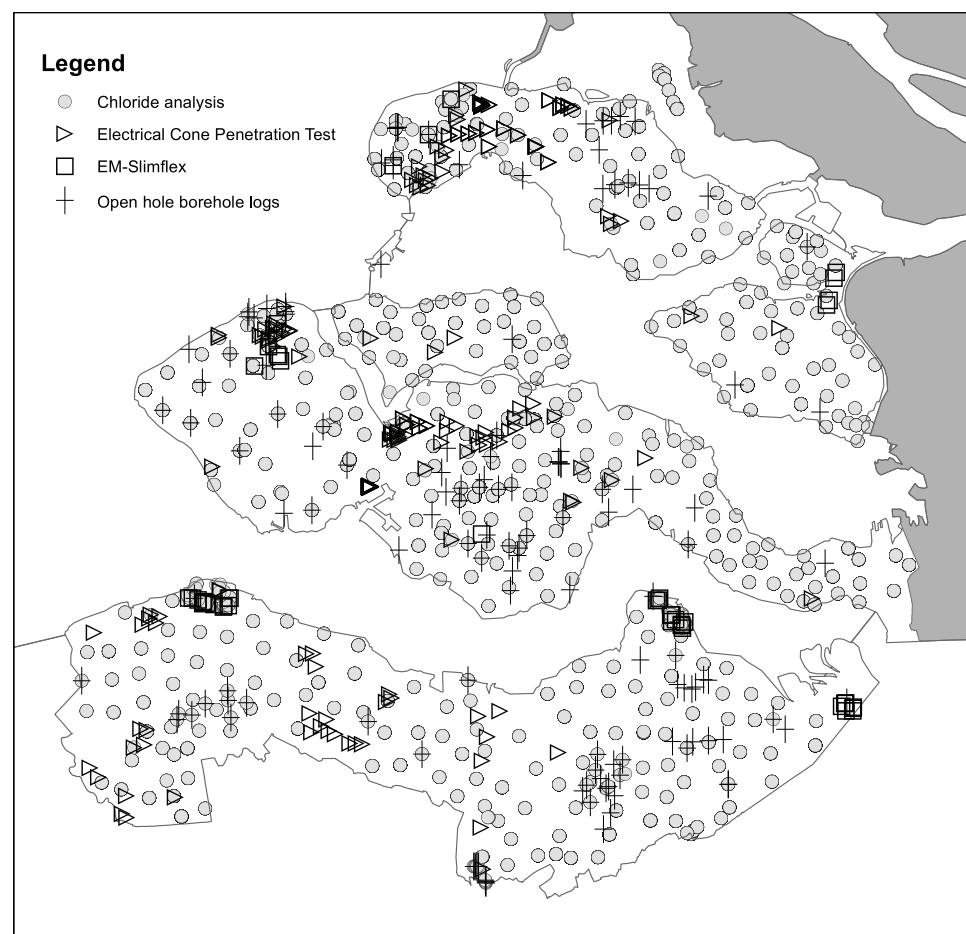 Legend
Chloride analysis
Electrical Cone Penetration Test
EM-Slimflex
Open hole borehole logs